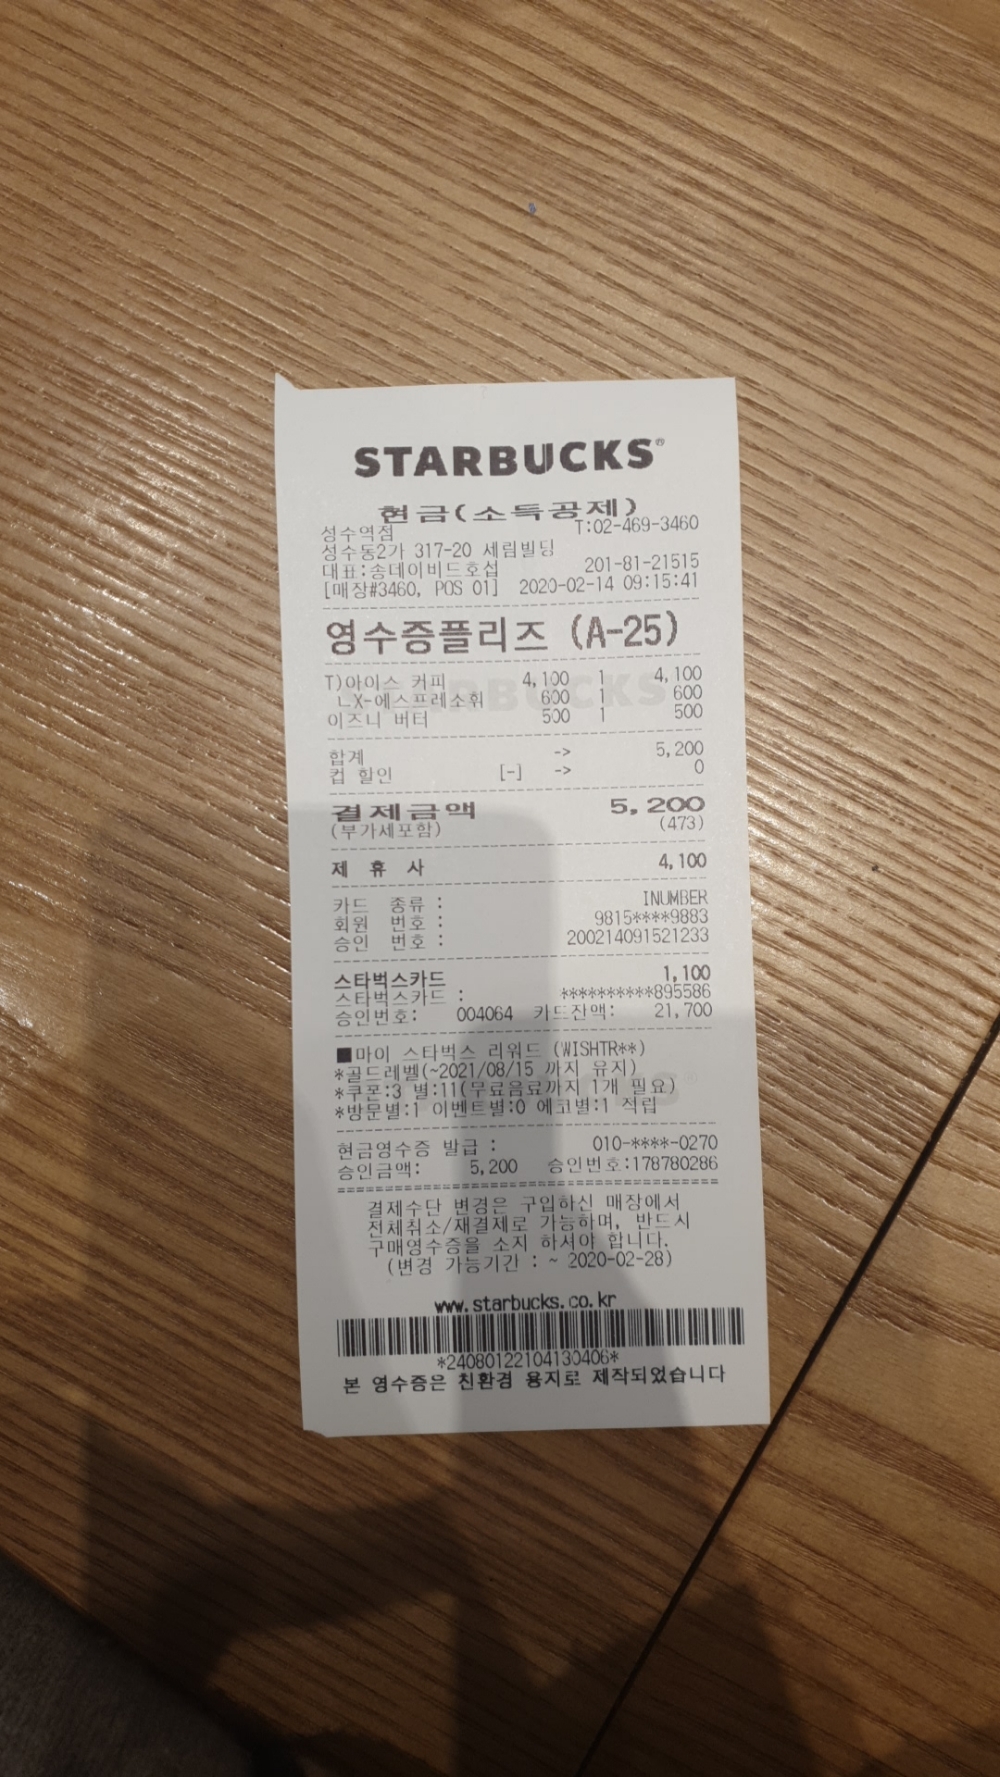 STARBUCKS®
현금(소득공제)
성수역점 T:02-469-3460
성수동2가 317-20 세림빌딩
대표:송데이비드호섭 201-81-21515
[매장#3460, POS 01] 2020-02-14 09:15:41
영수증플리즈 (A-25)
T)아이스 커피 4,100 1 4,100
ㄴX-에스프레소휘 600 1 600
이즈니 버터 500 1 500
합계 -> 5,200
컵 할인 [-] -> 0
결제금액 5,200
(부가세포함) (473)
제 휴 사 4,100
카드 종류 : INUMBER
회원 번호 : 9815****9883
승인 번호 : 200214091521233
스타벅스카드 1,100
스타벅스카드 : **********895586
승인번호: 004064 카드잔액: 21,700
■마이 스타벅스 리워드 (WISHTR**)
*골드레벨(~2021/08/15 까지 유지)
*쿠폰:3 별:11(무료음료까지 1개 필요)
*방문별:1 이벤트별:0 에코별:1 적립
현금영수증 발급 : 010-****-0270
승인금액: 5,200 승인번호:178780286
결제수단 변경은 구입하신 매장에서
전체취소/재결제로 가능하며, 반드시
구매영수증을 소지 하셔야 합니다.
(변경 가능기간 : ~ 2020-02-28)
www.starbucks.co.kr
*24080122104130406*
본 영수증은 친환경 용지로 제작되었습니다